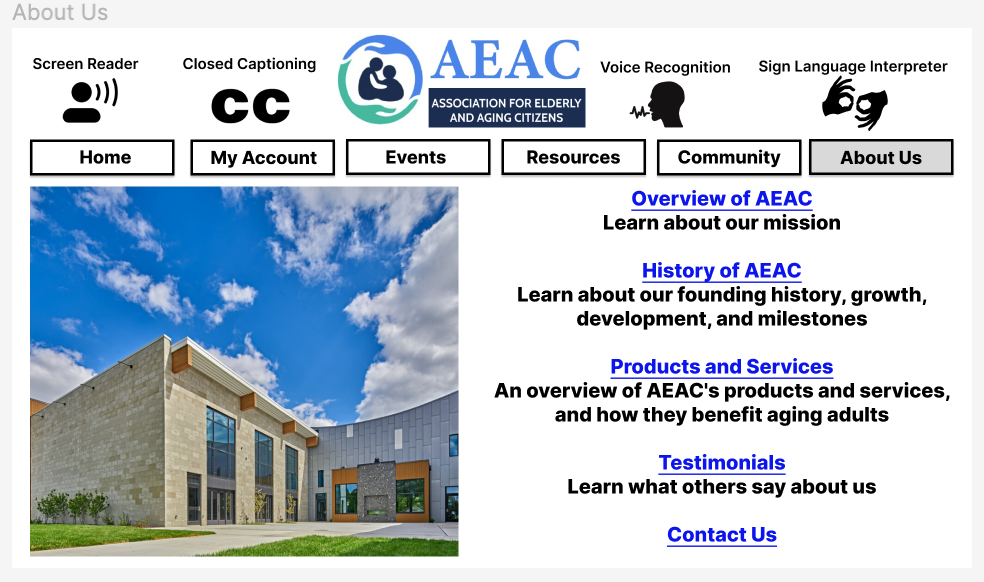 About Us
Screen Reader
Closed Captioning
CC
AEAC
ASSOCIATION FOR ELDERLY
AND AGING CITIZENS
Voice Recognition
Sign Language Interpreter
Home
My Account
Events
Resources
Community
About Us
Overview of AEAC
Learn about our mission
History of AEAC
Learn about our founding history, growth,
development, and milestones
Products and Services
An overview of AEAC's products and services,
and how they benefit aging adults
Testimonials
Learn what others say about us
Contact Us